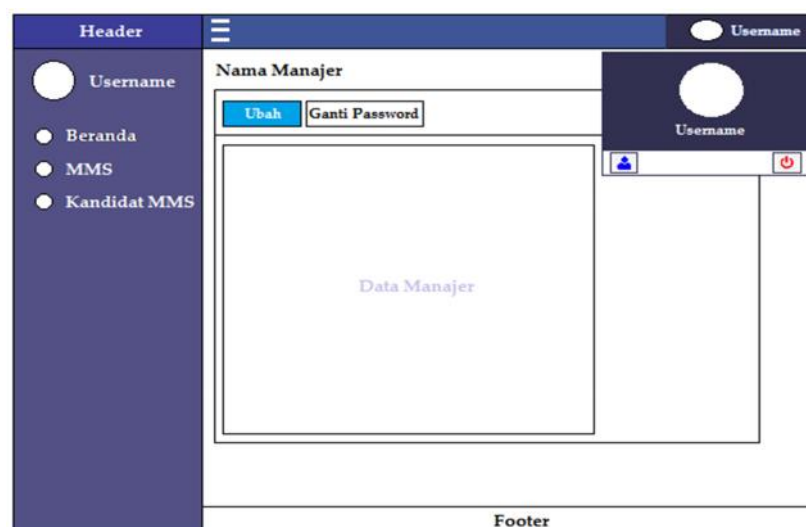 Header
Username
Username
Nama Manajer
Ubah
Ganti Password
Username
Beranda
MMS
Kandidat MMS
Data Manajer
Footer